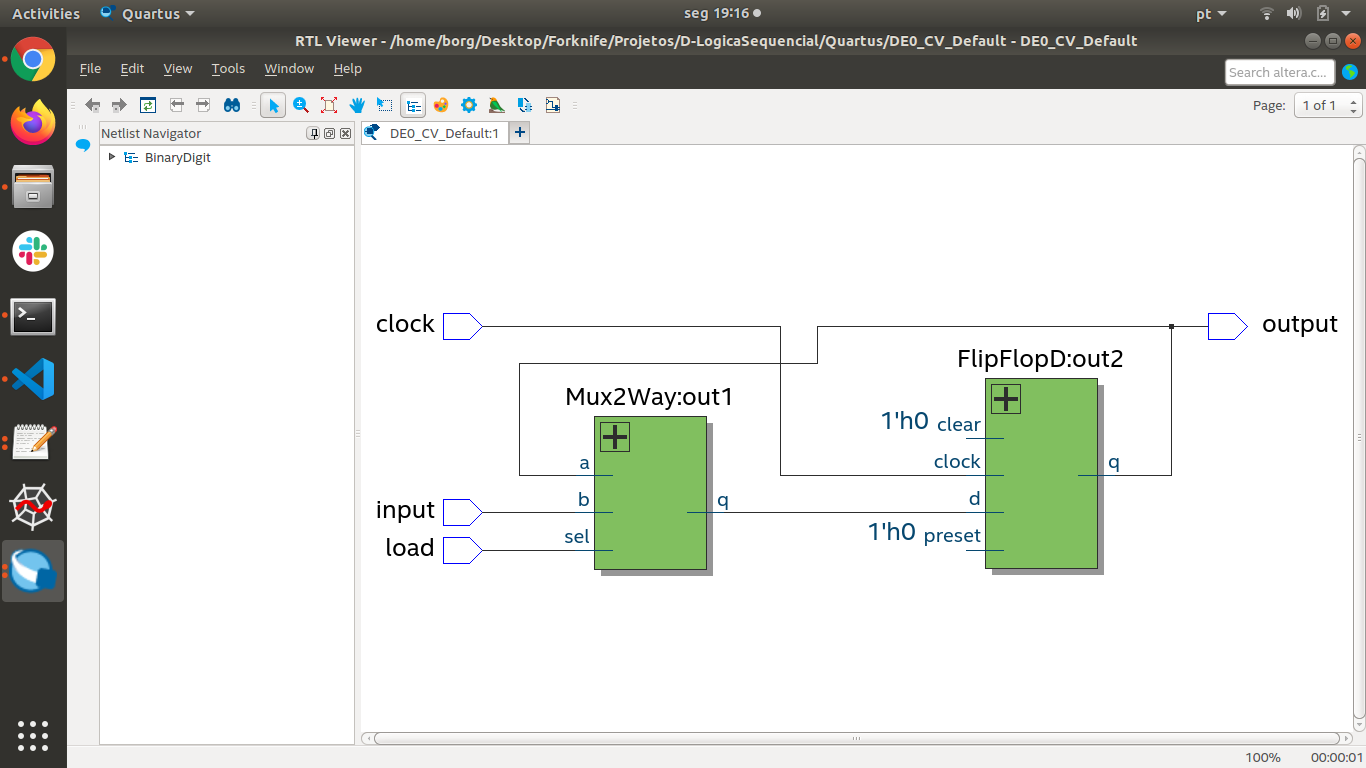 Activities Quartus seg 19:16 pt
RTL Viewer - /home/borg/Desktop/Forknife/Projetos/D-LogicaSequencial/Quartus/DE0_CV_Default - DE0_CV_Default
File Edit View Tools Window Help Search altera.c...
Page: 1 of 1
Netlist Navigator
DE0_CV_Default:1
BinaryDigit
clock
output
FlipFlopD:out2
Mux2Way:out1
1'h0 clear
a
clock
q
input
b
q
d
load
sel
1'h0 preset
100% 00:00:01